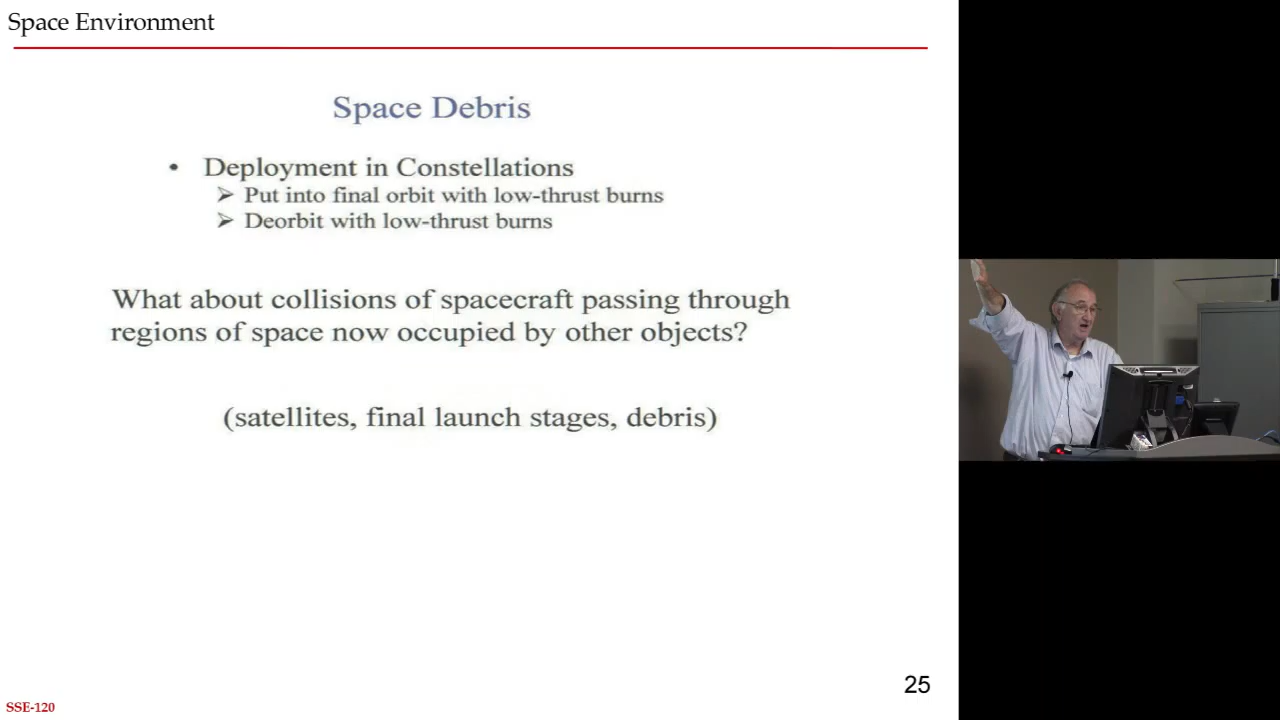 Space Environment
Space Debris
• Deployment in Constellations
➢ Put into final orbit with low-thrust burns
➢ Deorbit with low-thrust burns
What about collisions of spacecraft passing through
regions of space now occupied by other objects?
(satellites, final launch stages, debris)
25
SSE-120